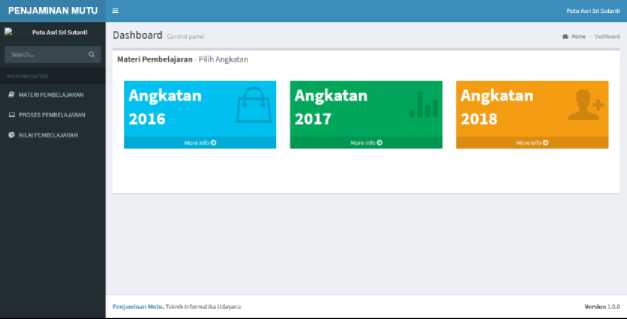 PENJAMINAN MUTU
Putu Asri Sri Sutanti
Putu Asri Sri Sutanti
Search...
MATERI PEMBELAJARAN
PROSES PEMBELAJARAN
NILAI PEMBELAJARAN
Dashboard Control panel
Home > Dashboard
Materi Pembelajaran - Pilih Angkatan
Angkatan
2016
More info
Angkatan
2017
More info
Angkatan
2018
More info
Penjaminan Mutu. Teknik Informatika Udayana
Version 1.0.0